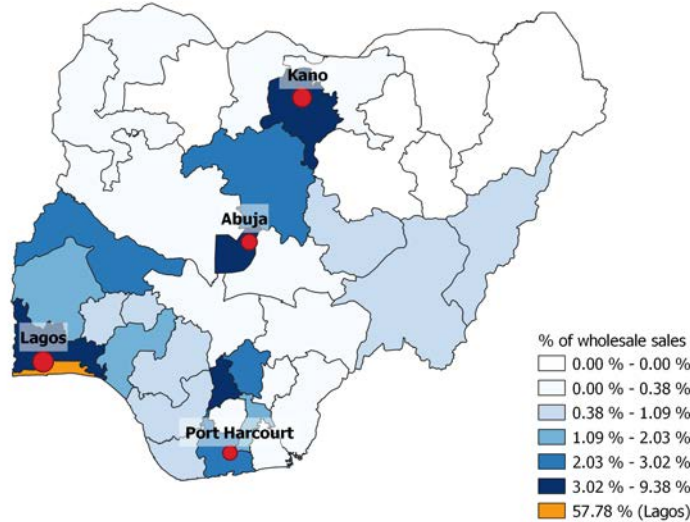 Kano
Abuja
Lagos
Port Harcourt
% of wholesale sales
0.00 % - 0.00 %
0.00 % - 0.38 %
0.38 % - 1.09 %
1.09 % - 2.03 %
2.03 % - 3.02 %
3.02 % - 9.38 %
57.78 % (Lagos)